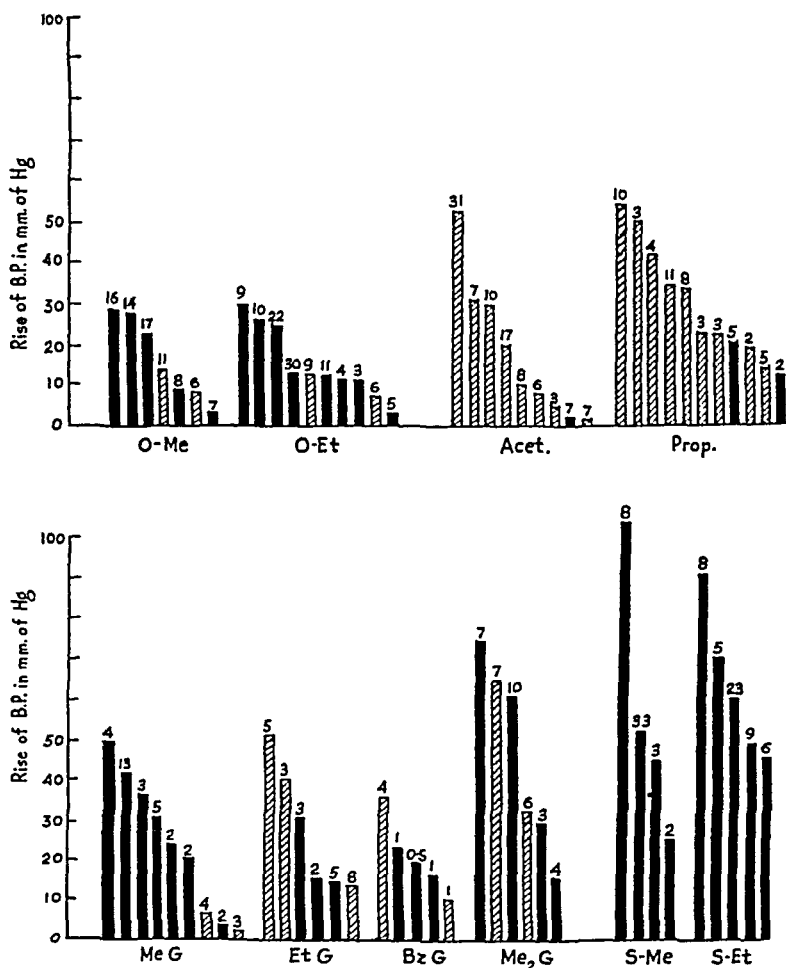 100
50
30
20
10
0
Rise of B.P. in mm. of Hg
16 14 17 11 8 6 7
9 10 22 30 9 11 4 3 6 5
31 7 10 17 8 6 3 7 7
10 3 4 11 8 3 3 5 2 5 2
O-Me O-Et Acet. Prop.
100
50
40
30
20
10
0
Rise of B.P. in mm. of Hg
4 13 3 5 2 2 4 2 3
5 3 3 2 5 8
4 1 0·5 1 1
7 7 10 6 3 4
8 33 3 2
8 5 23 9 6
Me G Et G Bz G Me₂ G S-Me S-Et